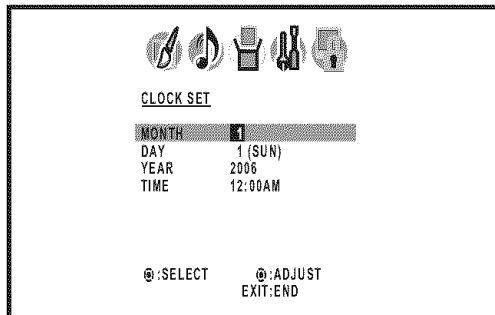 CLOCK SET
MONTH 1
DAY 1 (SUN)
YEAR 2006
TIME 12:00AM
:SELECT :ADJUST
EXIT:END